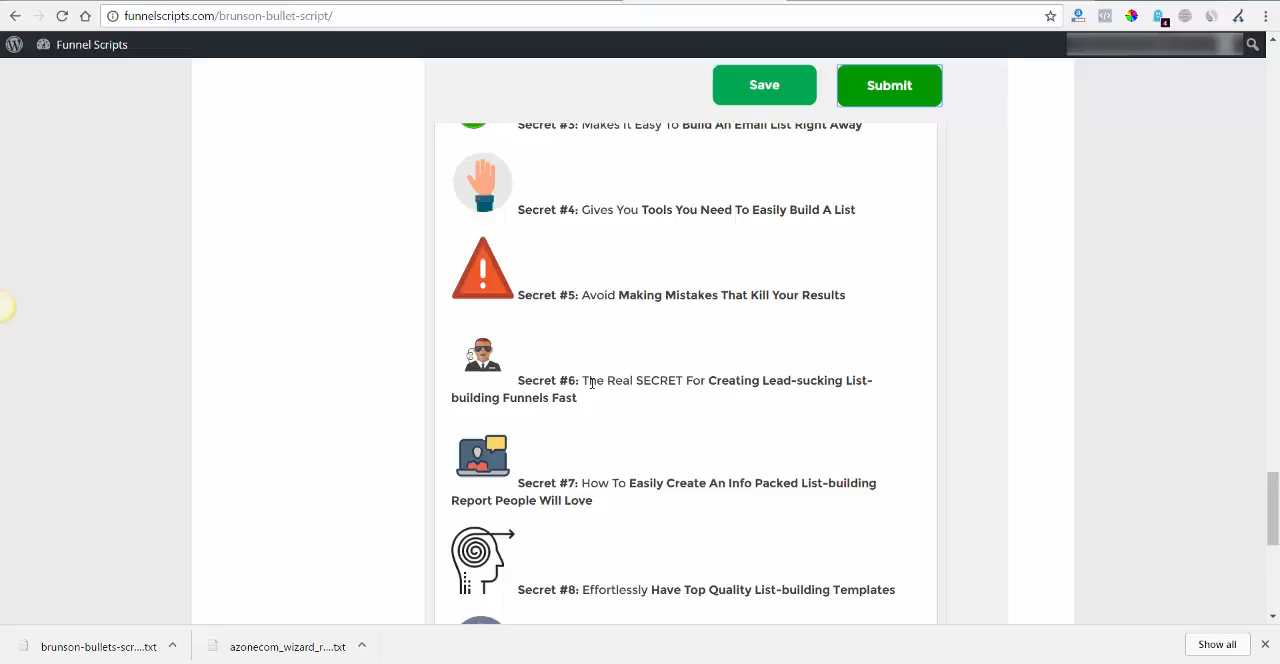 funnelscripts.com/brunson-bullet-script/
4
Funnel Scripts
Save
Submit
Secret #3: Makes It Easy To Build An Email List Right Away
Secret #4: Gives You Tools You Need To Easily Build A List
Secret #5: Avoid Making Mistakes That Kill Your Results
Secret #6: The Real SECRET For Creating Lead-sucking List-
building Funnels Fast
Secret #7: How To Easily Create An Info Packed List-building
Report People Will Love
Secret #8: Effortlessly Have Top Quality List-building Templates
brunson-bullets-scr....txt
azonecom_wizard_r....txt
Show all